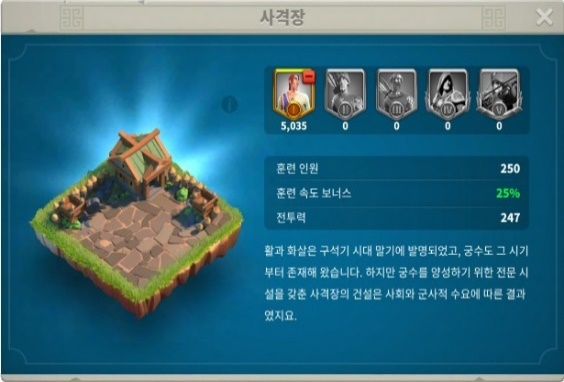 사격장
I II III IV V
5,035 0 0 0 0
훈련 인원 250
훈련 속도 보너스 25%
전투력 247
활과 화살은 구석기 시대 말기에 발명되었고, 궁수도 그 시기
부터 존재해 왔습니다. 하지만 궁수를 양성하기 위한 전문 시
설을 갖춘 사격장의 건설은 사회와 군사적 수요에 따른 결과
였지요.